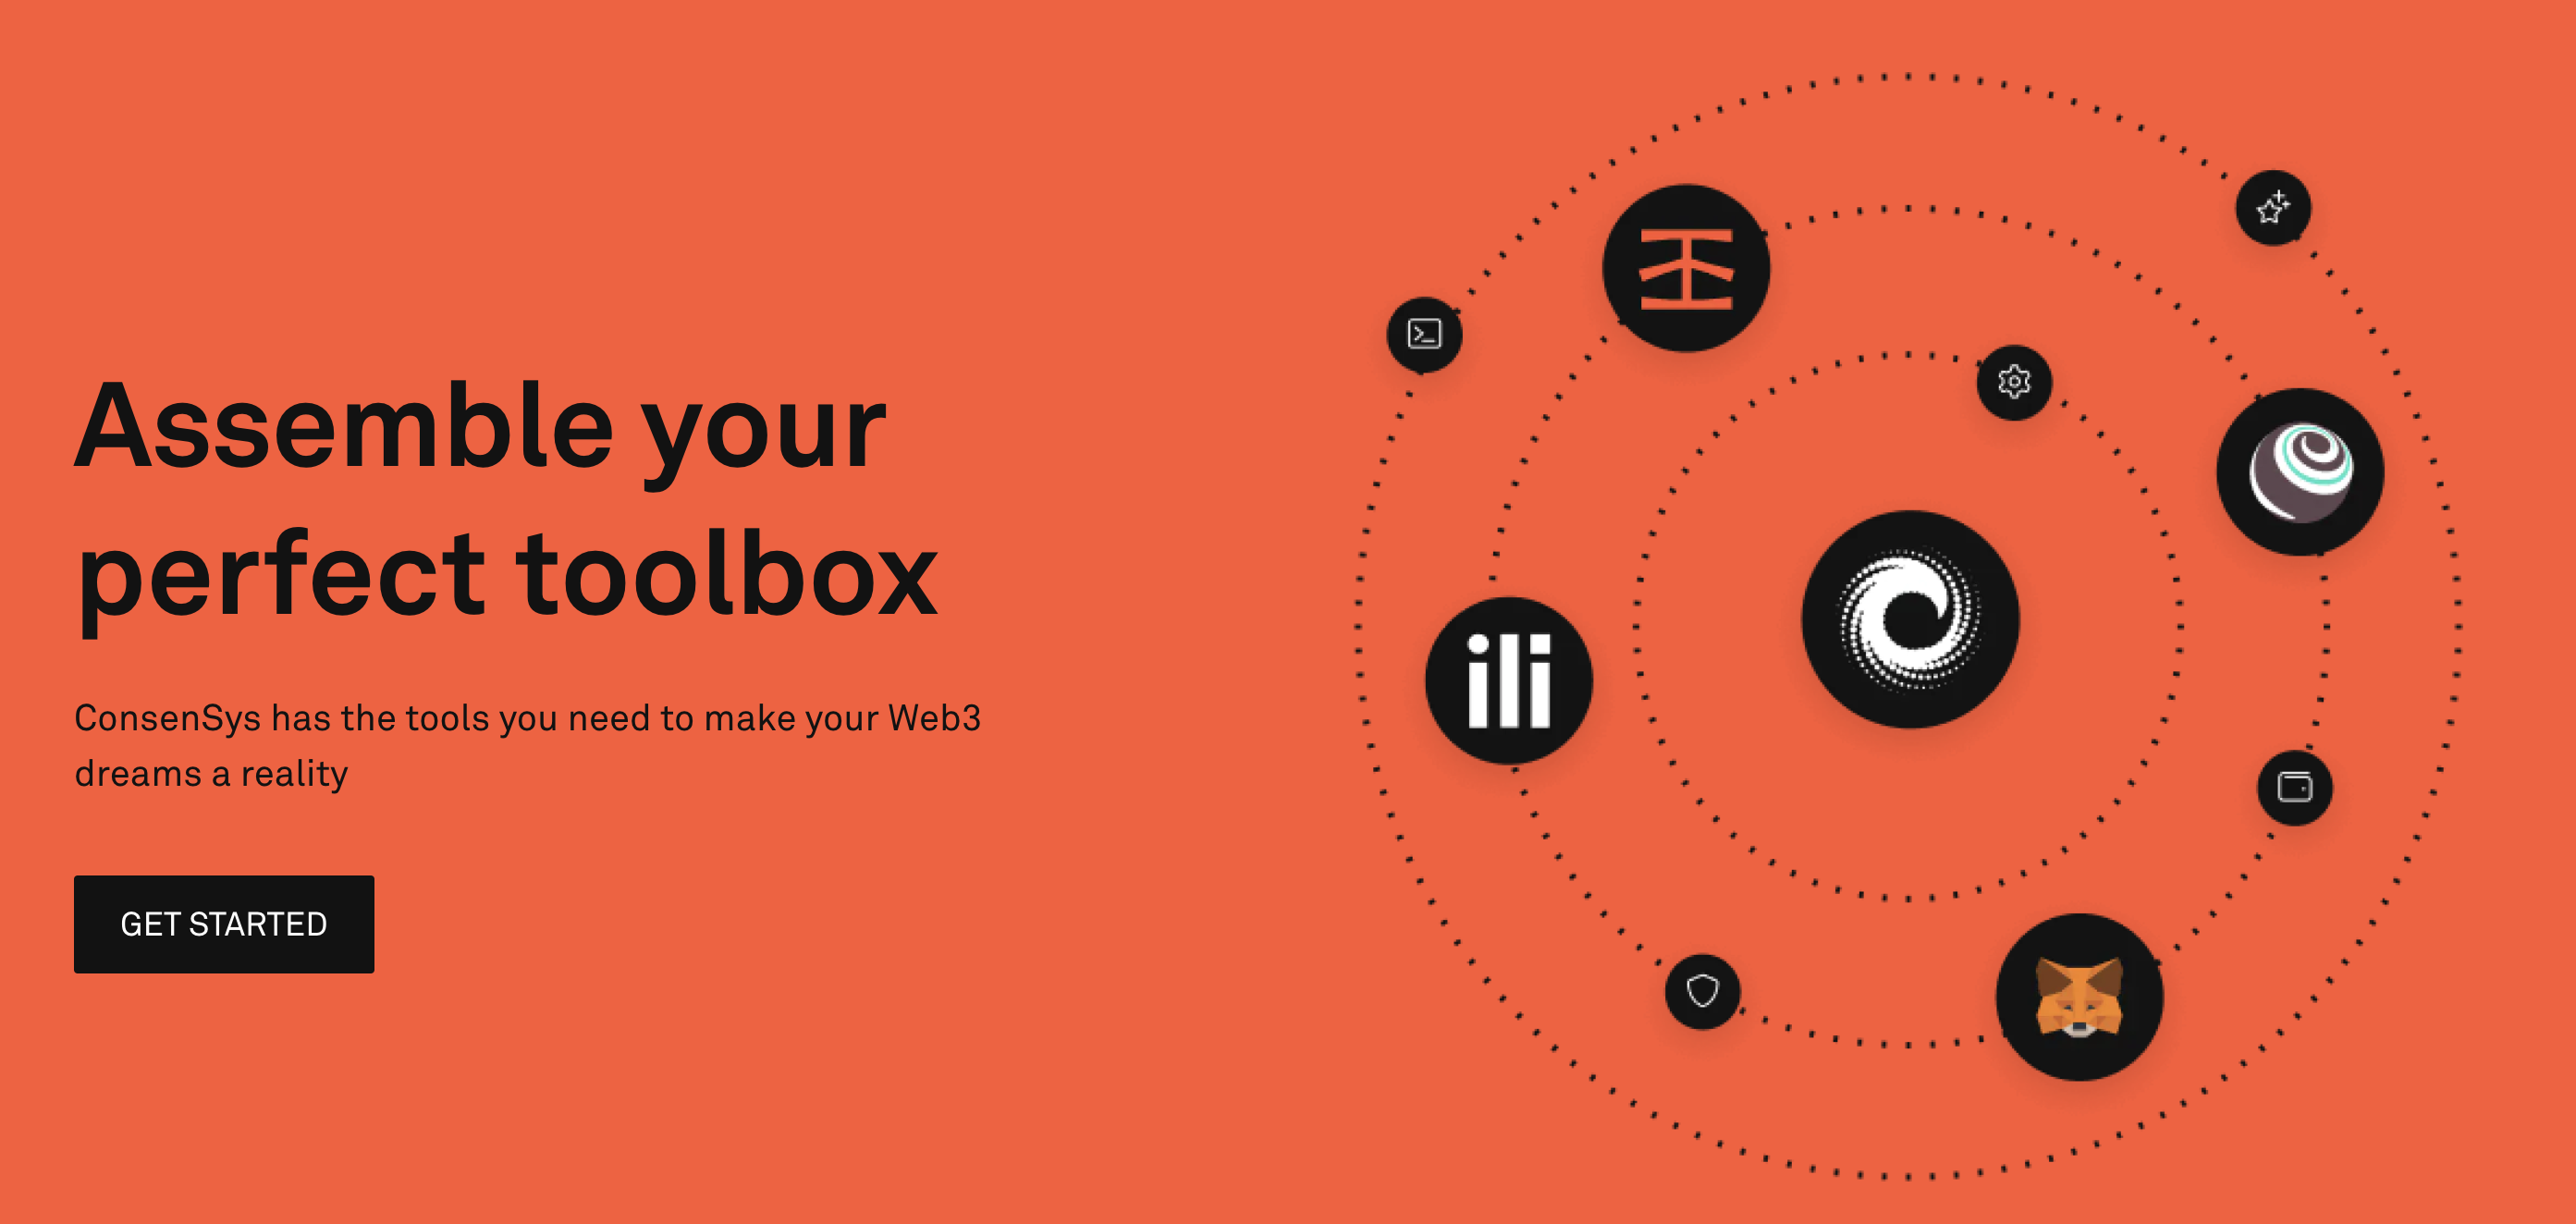 Assemble your
perfect toolbox
ConsenSys has the tools you need to make your Web3
dreams a reality
GET STARTED